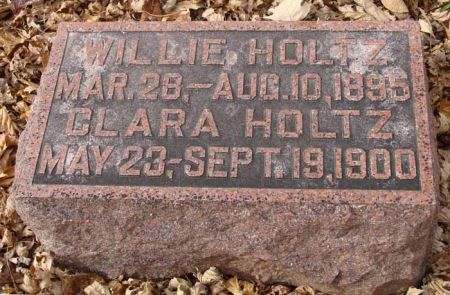 WILLIE HOLTZ
MAR. 28,-AUG. 10, 1895
CLARA HOLTZ
MAY 23,-SEPT. 19, 1900